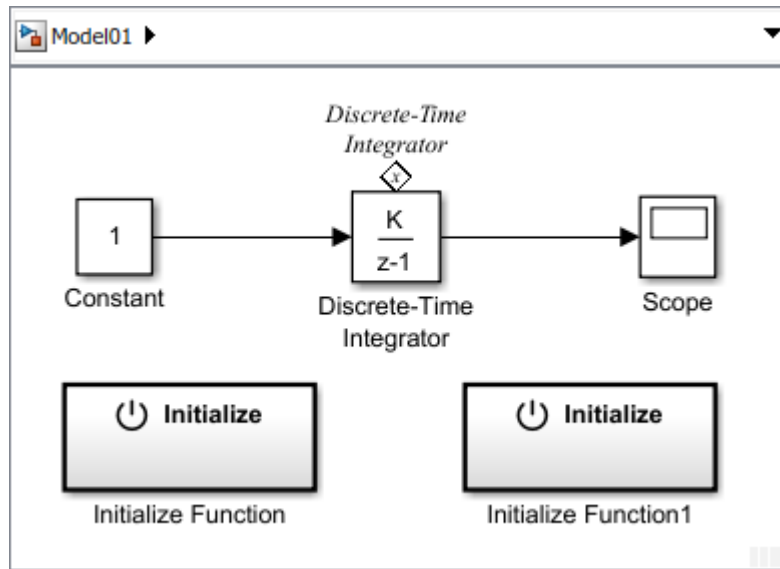 Model01
Discrete-Time
Integrator
x
1
K
z-1
Constant
Discrete-Time
Integrator
Scope
Initialize
Initialize
Initialize Function
Initialize Function1